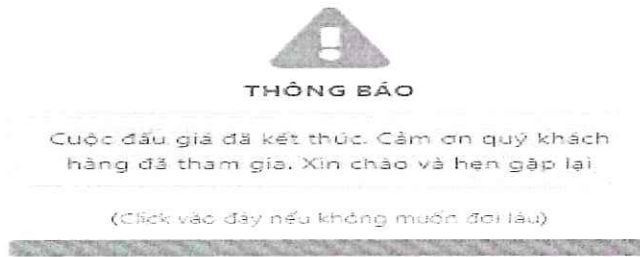 THÔNG BÁO
Cuộc đấu giá đã kết thúc. Cảm ơn quý khách
hàng đã tham gia. Xin chào và hẹn gặp lại
(Click vào đây nếu không muốn đợi lâu)